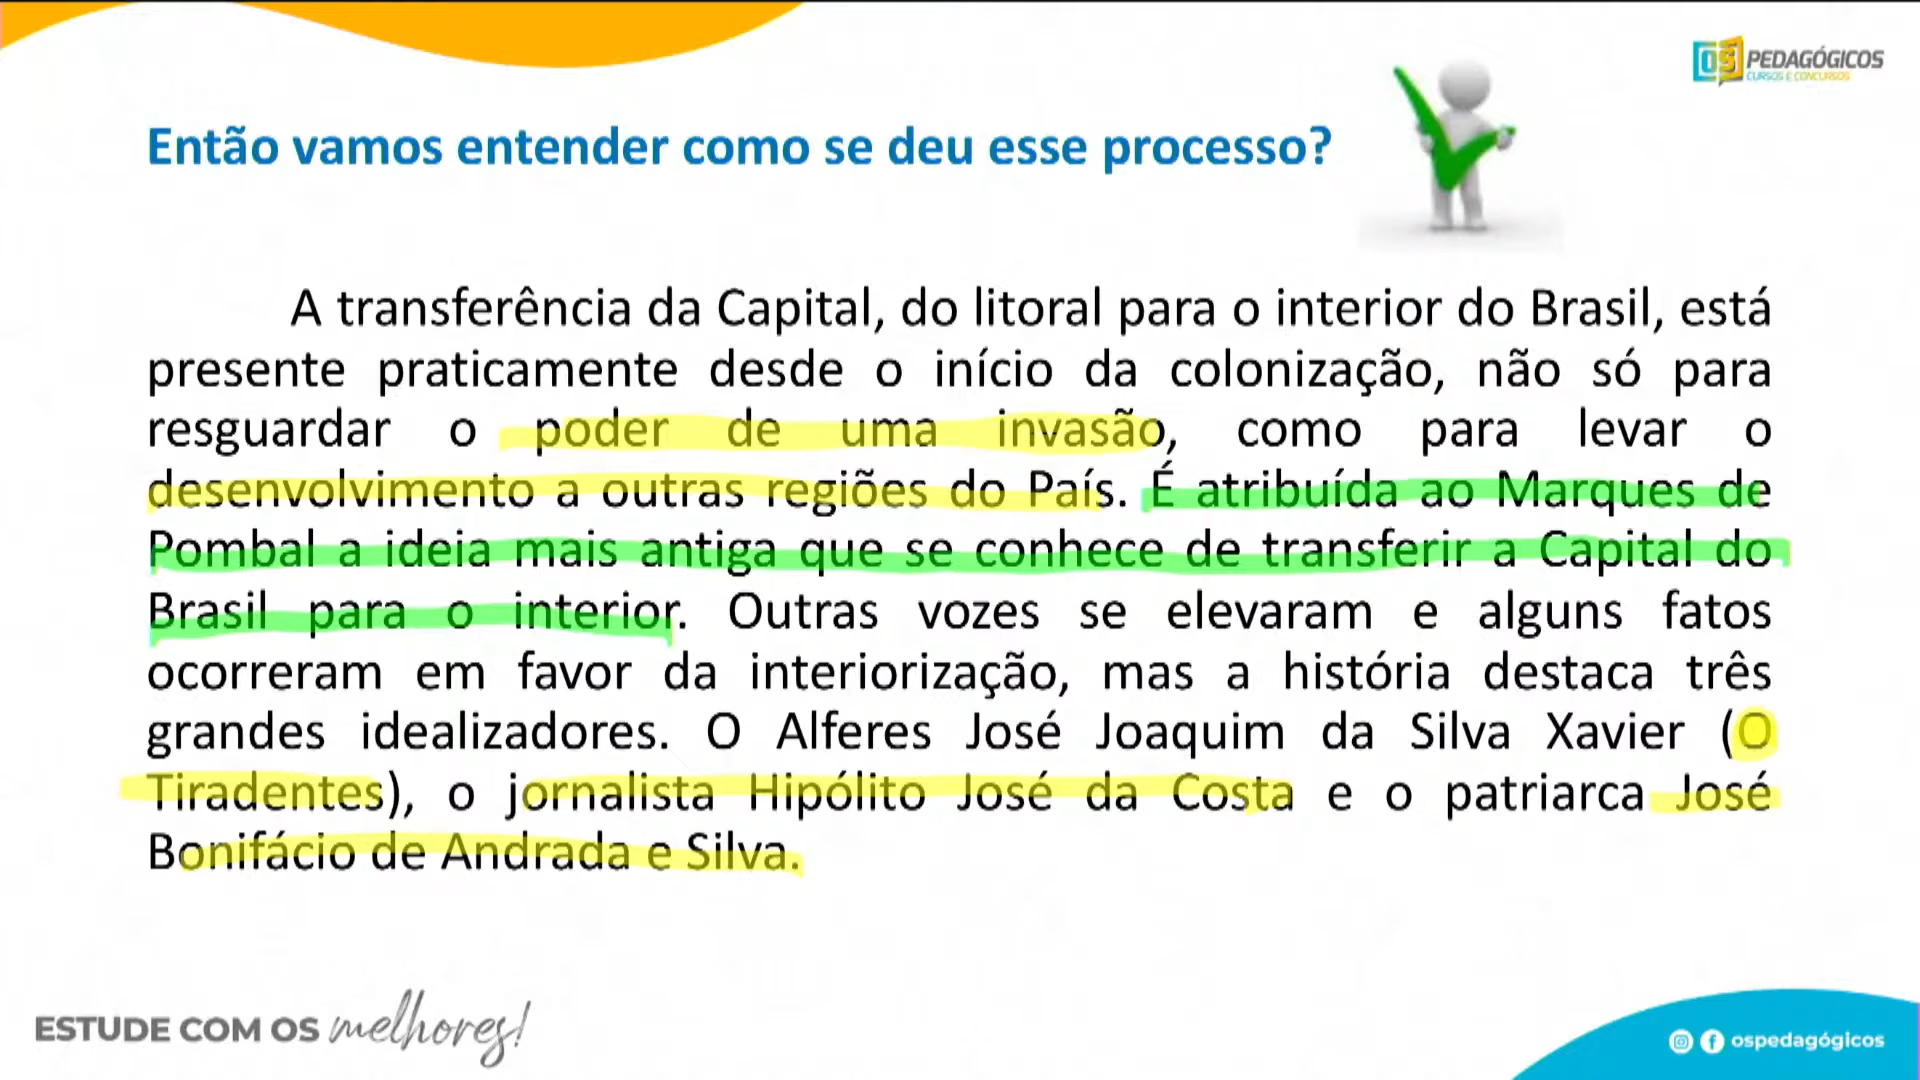 OS PEDAGÓGICOS
CURSOS E CONCURSOS
Então vamos entender como se deu esse processo?
A transferência da Capital, do litoral para o interior do Brasil, está
presente praticamente desde o início da colonização, não só para
resguardar o poder de uma invasão, como para levar o
desenvolvimento a outras regiões do País. É atribuída ao Marques de
Pombal a ideia mais antiga que se conhece de transferir a Capital do
Brasil para o interior. Outras vozes se elevaram e alguns fatos
ocorreram em favor da interiorização, mas a história destaca três
grandes idealizadores. O Alferes José Joaquim da Silva Xavier (O
Tiradentes), o jornalista Hipólito José da Costa e o patriarca José
Bonifácio de Andrada e Silva.
ESTUDE COM OS melhores!
ospedagógicos